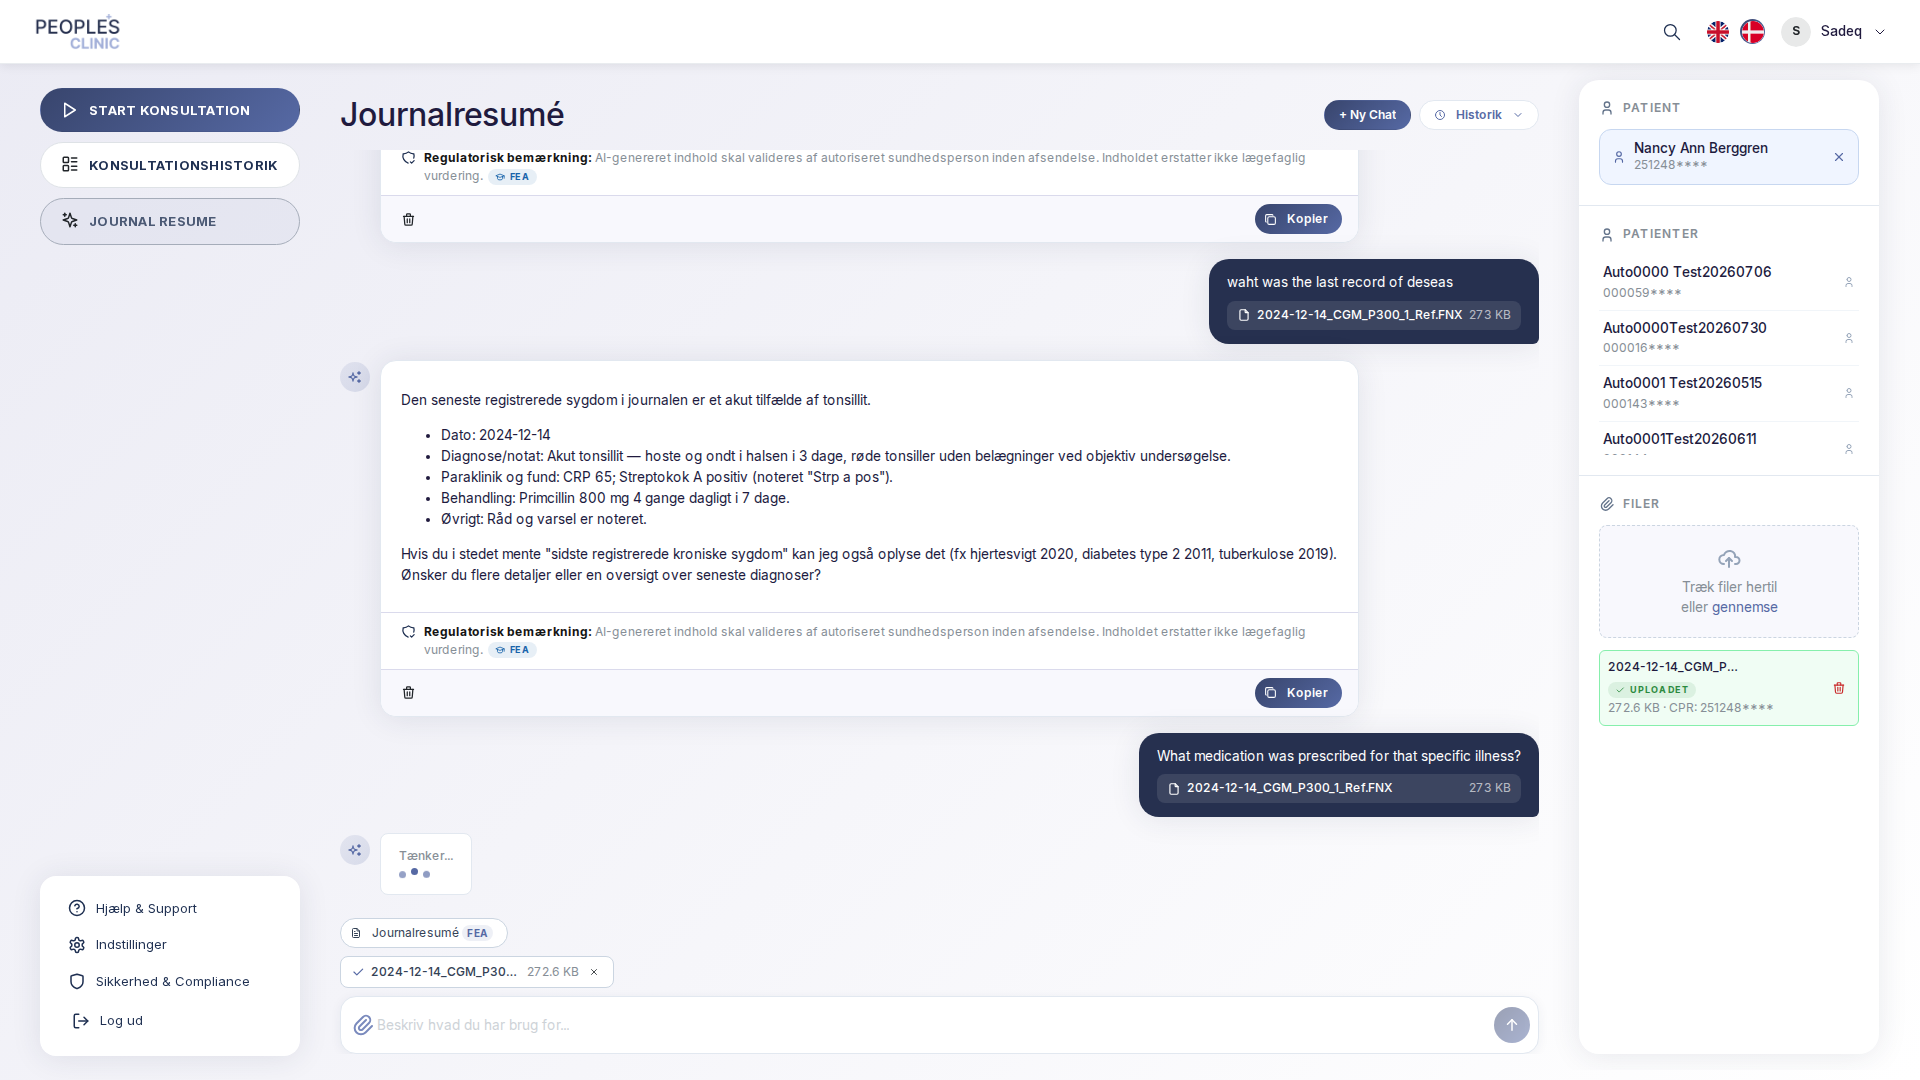 PEOPLE'S
CLINIC
S
Sadeq
START KONSULTATION
KONSULTATIONSHISTORIK
JOURNAL RESUME
Journalresumé
+ Ny Chat
Historik
Regulatorisk bemærkning: AI-genereret indhold skal valideres af autoriseret sundhedsperson inden afsendelse. Indholdet erstatter ikke lægefaglig
vurdering. FEA
Kopler
waht was the last record of deseas
2024-12-14_CGM_P300_1_Ref.FNX 273 KB
Den seneste registrerede sygdom i journalen er et akut tilfælde af tonsillit.
• Dato: 2024-12-14
• Diagnose/notat: Akut tonsillit — hoste og ondt i halsen i 3 dage, røde tonsiller uden belægninger ved objektiv undersøgelse.
• Paraklinik og fund: CRP 65; Streptokok A positiv (noteret "Strp a pos").
• Behandling: Primcillin 800 mg 4 gange dagligt i 7 dage.
• Øvrigt: Råd og varsel er noteret.
Hvis du i stedet mente "sidste registrerede kroniske sygdom" kan jeg også oplyse det (fx hjertesvigt 2020, diabetes type 2 2011, tuberkulose 2019).
Ønsker du flere detaljer eller en oversigt over seneste diagnoser?
Regulatorisk bemærkning: AI-genereret indhold skal valideres af autoriseret sundhedsperson inden afsendelse. Indholdet erstatter ikke lægefaglig
vurdering. FEA
Kopler
What medication was prescribed for that specific illness?
2024-12-14_CGM_P300_1_Ref.FNX 273 KB
Tænker...
Journalresumé FEA
2024-12-14_CGM_P30... 272.6 KB
Beskriv hvad du har brug for...
Hjælp & Support
Indstillinger
Sikkerhed & Compliance
Log ud
PATIENT
Nancy Ann Berggren
251248****
PATIENTER
Auto0000 Test20260706
000059****
Auto0000Test20260730
000016****
Auto0001 Test20260515
000143****
Auto0001Test20260611
FILER
Træk filer hertil
eller gennemse
2024-12-14_CGM_P...
UPLOADET
272.6 KB · CPR: 251248****